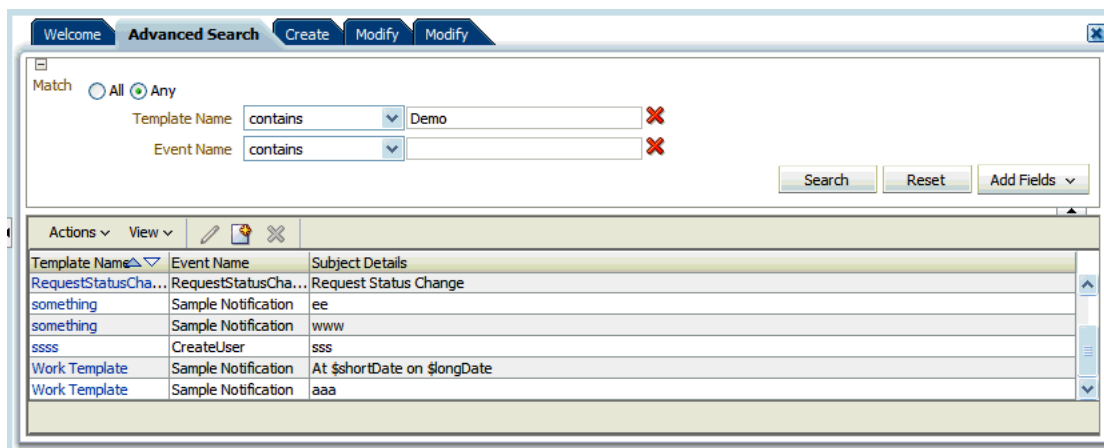 Welcome Advanced Search Create Modify Modify
Match All Any
Template Name contains Demo
Event Name contains
Search Reset Add Fields
Actions View
Template Name Event Name Subject Details
RequestStatusCha... RequestStatusCha... Request Status Change
something Sample Notification ee
something Sample Notification www
ssss CreateUser sss
Work Template Sample Notification At $shortDate on $longDate
Work Template Sample Notification aaa